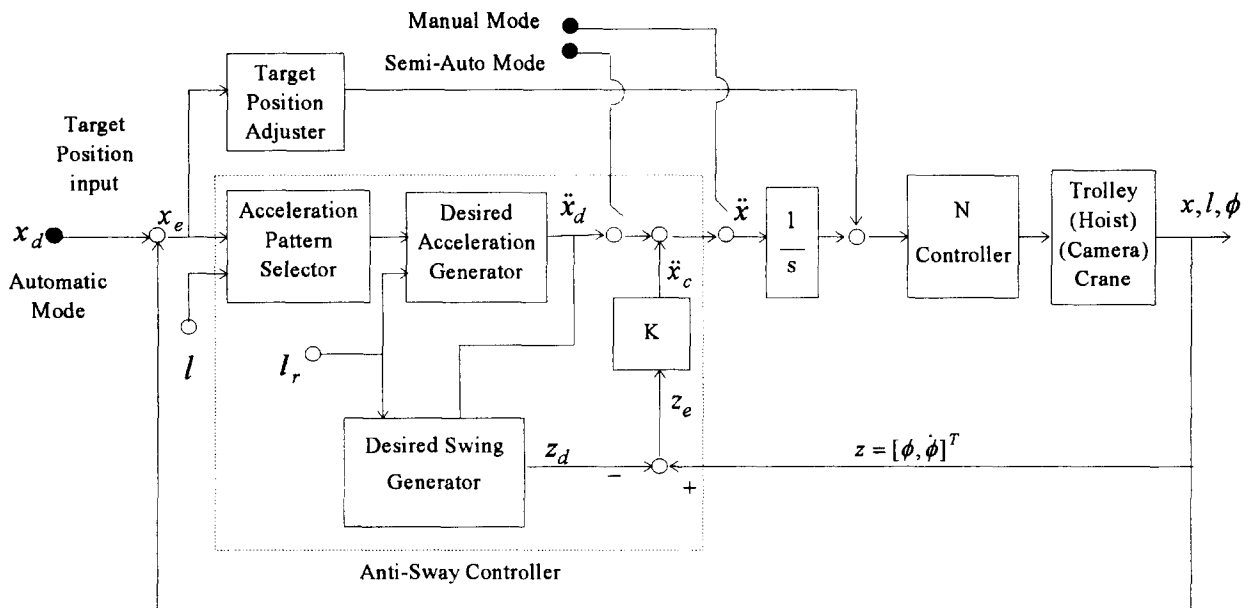 Manual Mode
Semi-Auto Mode
Target
Position
Adjuster
Target
Position
input
x_d
x_e
Automatic
Mode
l
Acceleration
Pattern
Selector
Desired
Acceleration
Generator
ẍ_d
ẍ
1
s
N
Controller
Trolley
(Hoist)
(Camera)
Crane
x, l, ϕ
ẍ_c
K
l_r
z_e
Desired Swing
Generator
z_d
−
+
z = [ϕ, ϕ̇]^T
Anti-Sway Controller